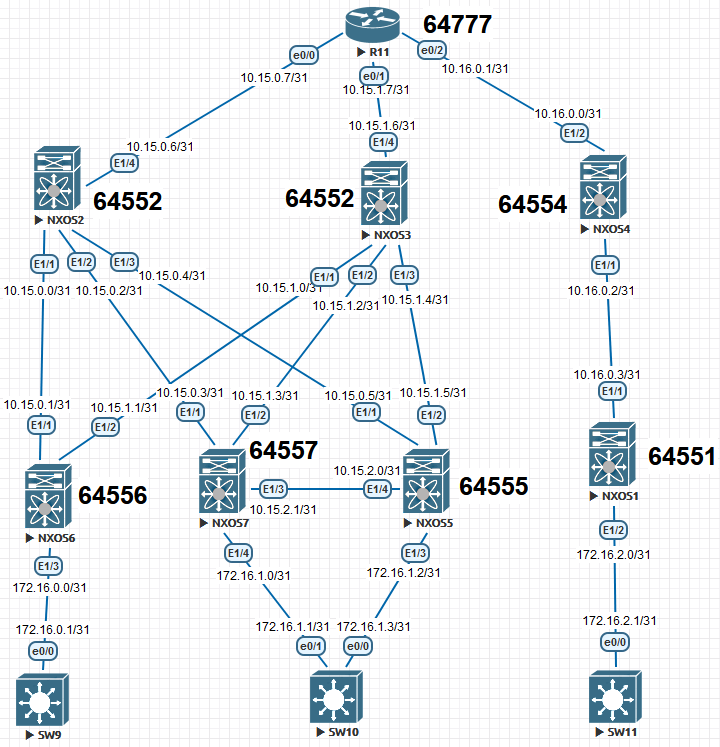 64777
R11
e0/0
e0/2
e0/1
10.15.0.7/31
10.15.1.7/31
10.16.0.1/31
10.15.0.6/31
E1/4
10.15.1.6/31
E1/4
10.16.0.0/31
E1/2
64552
NXOS2
64552
NXOS3
64554
NXOS4
E1/1
E1/2
E1/3
10.15.0.0/31
10.15.0.2/31
10.15.0.4/31
E1/1
E1/2
E1/3
10.15.1.0/31
10.15.1.2/31
10.15.1.4/31
E1/1
10.16.0.2/31
10.15.0.1/31
E1/1
10.15.1.1/31
E1/2
10.15.0.3/31
E1/1
10.15.1.3/31
E1/2
10.15.0.5/31
E1/1
10.15.1.5/31
E1/2
10.16.0.3/31
E1/1
64556
NXOS6
64557
NXOS7
E1/3
10.15.2.1/31
10.15.2.0/31
E1/4
64555
NXOS5
64551
NXOS1
E1/3
172.16.0.0/31
E1/4
172.16.1.0/31
E1/3
172.16.1.2/31
E1/2
172.16.2.0/31
172.16.0.1/31
e0/0
172.16.1.1/31
e0/1
172.16.1.3/31
e0/0
172.16.2.1/31
e0/0
SW9
SW10
SW11